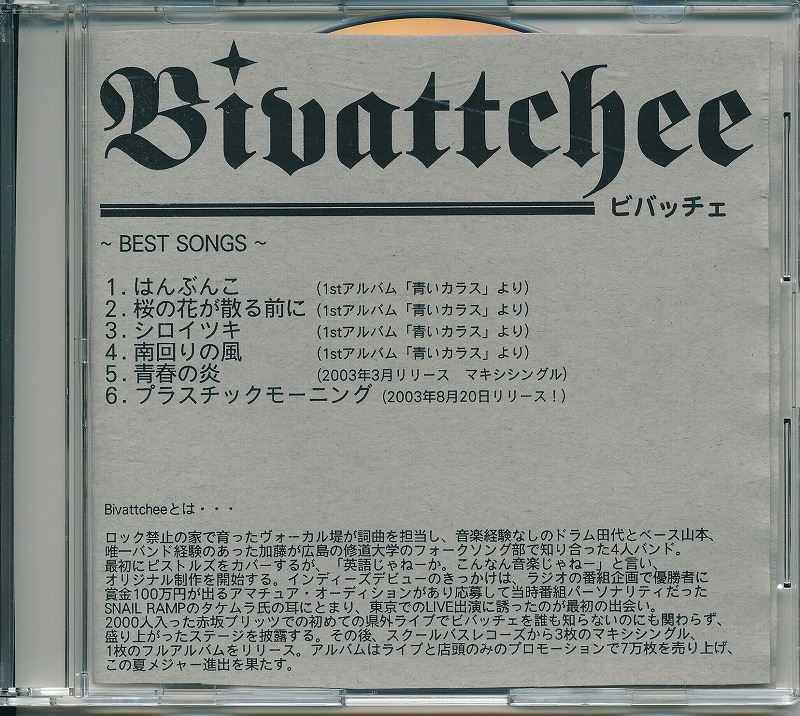 Bivattchee
ビバッチェ
~ BEST SONGS ~
1. はんぶんこ (1stアルバム「青いカラス」より)
2. 桜の花が散る前に (1stアルバム「青いカラス」より)
3. シロイツキ (1stアルバム「青いカラス」より)
4. 南回りの風 (1stアルバム「青いカラス」より)
5. 青春の炎 (2003年3月リリース　マキシシングル)
6. プラスチックモーニング (2003年8月20日リリース！)
Bivattcheeとは・・・
ロック禁止の家で育ったヴォーカル堤が詞曲を担当し、音楽経験なしのドラム田代とベース山本、
唯一バンド経験のあった加藤が広島の修道大学のフォークソング部で知り合った4人バンド。
最初にピストルズをカバーするが、「英語じゃねーか。こんなん音楽じゃねー」と言い、
オリジナル制作を開始する。インディーズデビューのきっかけは、ラジオの番組企画で優勝者に
賞金100万円が出るアマチュア・オーディションがあり応募して当時番組パーソナリティだった
SNAIL RAMPのタケムラ氏の耳にとまり、東京でのLIVE出演に誘ったのが最初の出会い。
2000人入った赤坂ブリッツでの初めての県外ライブでビバッチェを誰も知らないのにも関わらず、
盛り上がったステージを披露する。その後、スクールバスレコーズから3枚のマキシシングル、
1枚のフルアルバムをリリース。アルバムはライブと店頭のみのプロモーションで7万枚を売り上げ、
この夏メジャー進出を果たす。